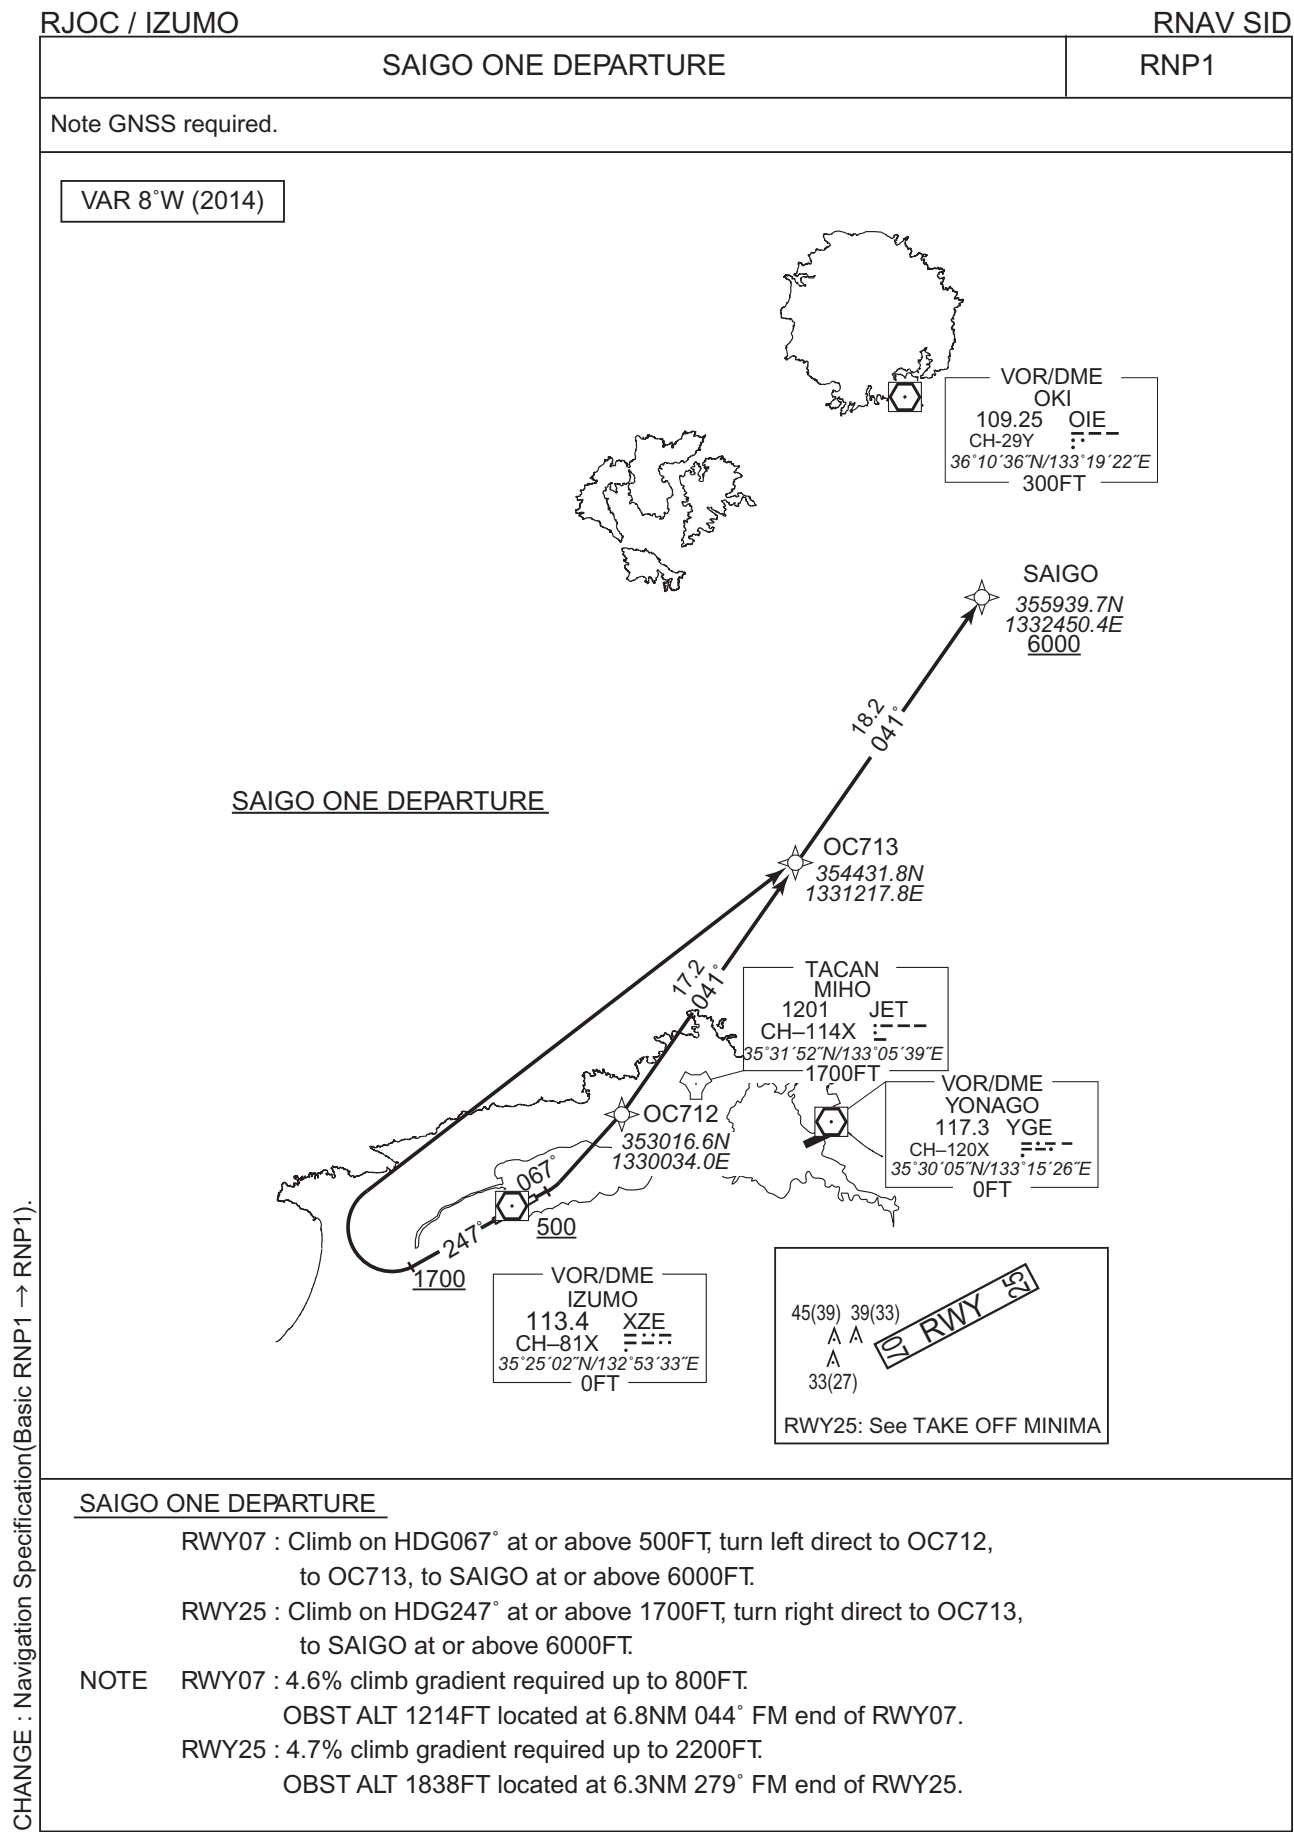 RJOC / IZUMO
RNAV SID
SAIGO ONE DEPARTURE
RNP1
Note GNSS required.
VAR 8˚W (2014)
VOR/DME
OKI
109.25 OIE
CH-29Y
36˚10´36˝N/133˚19´22˝E
300FT
SAIGO
355939.7N
1332450.4E
6000
18.2
041˚
SAIGO ONE DEPARTURE
OC713
354431.8N
1331217.8E
17.2
041˚
TACAN
MIHO
1201 JET
CH–114X
35˚31´52˝N/133˚05´39˝E
1700FT
VOR/DME
YONAGO
117.3 YGE
CH–120X
35˚30´05˝N/133˚15´26˝E
0FT
OC712
353016.6N
1330034.0E
067˚
500
247˚
1700
VOR/DME
IZUMO
113.4 XZE
CH–81X
35˚25´02˝N/132˚53´33˝E
0FT
45(39) 39(33)
33(27)
07 RWY 25
RWY25: See TAKE OFF MINIMA
SAIGO ONE DEPARTURE
RWY07 : Climb on HDG067˚ at or above 500FT, turn left direct to OC712,
to OC713, to SAIGO at or above 6000FT.
RWY25 : Climb on HDG247˚ at or above 1700FT, turn right direct to OC713,
to SAIGO at or above 6000FT.
NOTE RWY07 : 4.6% climb gradient required up to 800FT.
OBST ALT 1214FT located at 6.8NM 044˚ FM end of RWY07.
RWY25 : 4.7% climb gradient required up to 2200FT.
OBST ALT 1838FT located at 6.3NM 279˚ FM end of RWY25.
CHANGE : Navigation Specification(Basic RNP1 → RNP1).